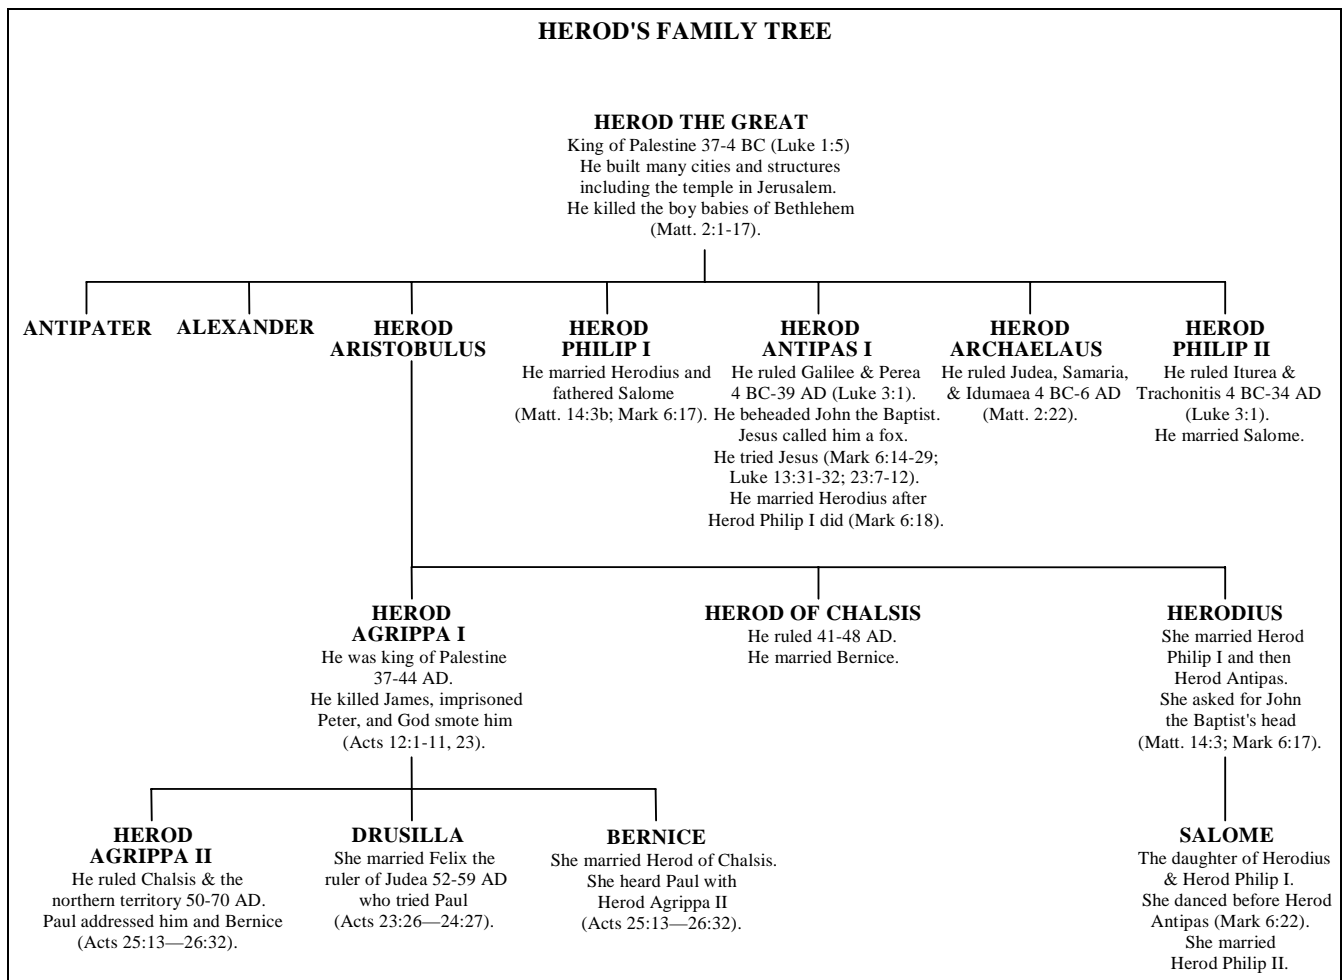 HEROD'S FAMILY TREE
HEROD THE GREAT
King of Palestine 37-4 BC (Luke 1:5)
He built many cities and structures
including the temple in Jerusalem.
He killed the boy babies of Bethlehem
(Matt. 2:1-17).
ANTIPATER
ALEXANDER
HEROD
ARISTOBULUS
HEROD
PHILIP I
He married Herodius and
fathered Salome
(Matt. 14:3b; Mark 6:17).
HEROD
ANTIPAS I
He ruled Galilee & Perea
4 BC-39 AD (Luke 3:1).
He beheaded John the Baptist.
Jesus called him a fox.
He tried Jesus (Mark 6:14-29;
Luke 13:31-32; 23:7-12).
He married Herodius after
Herod Philip I did (Mark 6:18).
HEROD
ARCHAELAUS
He ruled Judea, Samaria,
& Idumaea 4 BC-6 AD
(Matt. 2:22).
HEROD
PHILIP II
He ruled Iturea &
Trachonitis 4 BC-34 AD
(Luke 3:1).
He married Salome.
HEROD
AGRIPPA I
He was king of Palestine
37-44 AD.
He killed James, imprisoned
Peter, and God smote him
(Acts 12:1-11, 23).
HEROD OF CHALSIS
He ruled 41-48 AD.
He married Bernice.
HERODIUS
She married Herod
Philip I and then
Herod Antipas.
She asked for John
the Baptist's head
(Matt. 14:3; Mark 6:17).
HEROD
AGRIPPA II
He ruled Chalsis & the
northern territory 50-70 AD.
Paul addressed him and Bernice
(Acts 25:13—26:32).
DRUSILLA
She married Felix the
ruler of Judea 52-59 AD
who tried Paul
(Acts 23:26—24:27).
BERNICE
She married Herod of Chalsis.
She heard Paul with
Herod Agrippa II
(Acts 25:13—26:32).
SALOME
The daughter of Herodius
& Herod Philip I.
She danced before Herod
Antipas (Mark 6:22).
She married
Herod Philip II.